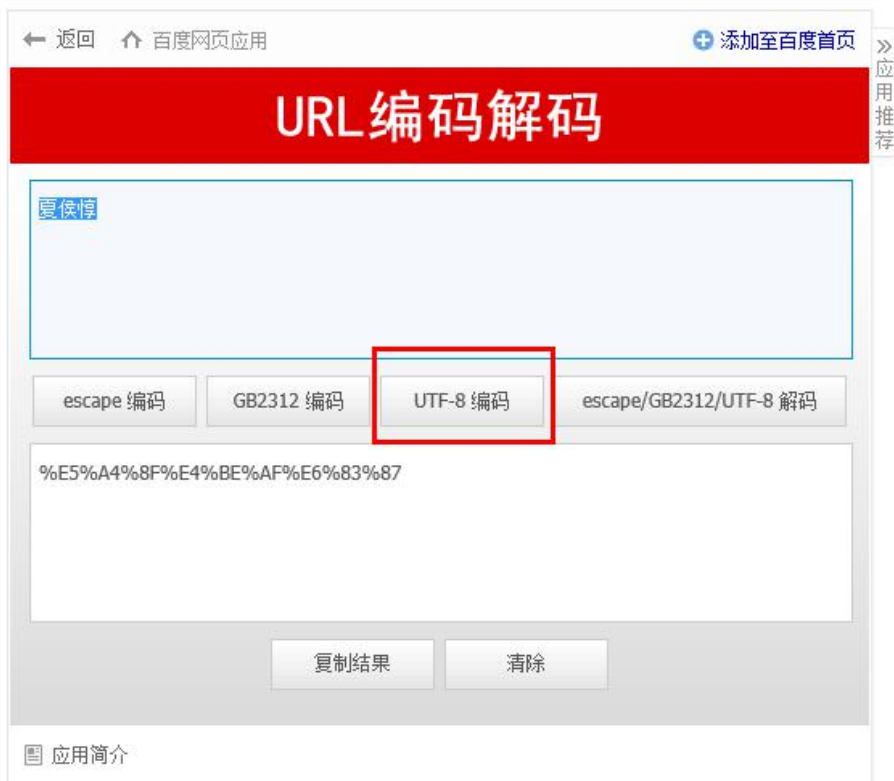 返回 百度网页应用 添加至百度首页
应用推荐
URL编码解码
夏侯惇
escape 编码 GB2312 编码 UTF-8 编码 escape/GB2312/UTF-8 解码
%E5%A4%8F%E4%BE%AF%E6%83%87
复制结果 清除
应用简介